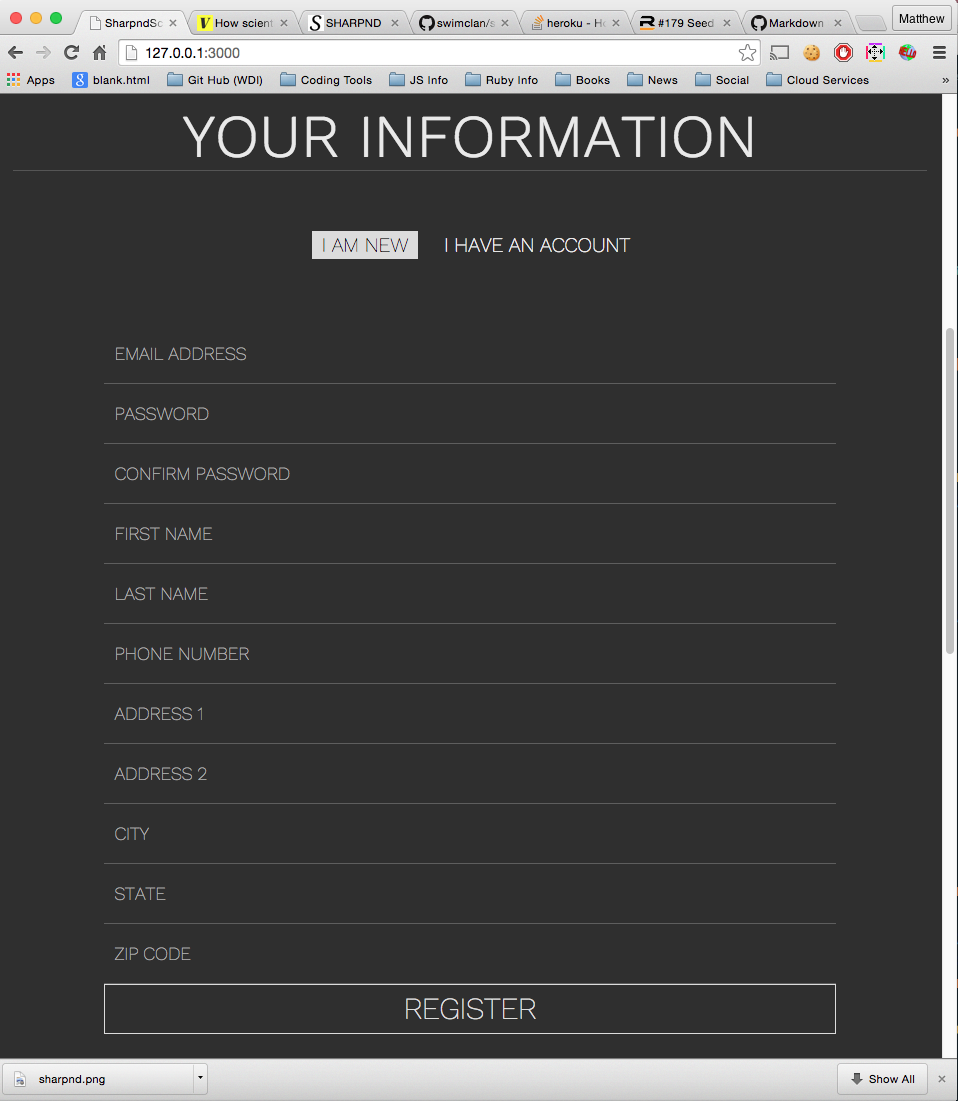 SharpndSc
How scient
SHARPND
swimclan/s
heroku - He
#179 Seed
Markdown
Matthew
127.0.0.1:3000
Apps
blank.html
Git Hub (WDI)
Coding Tools
JS Info
Ruby Info
Books
News
Social
Cloud Services
»
YOUR INFORMATION
I AM NEW
I HAVE AN ACCOUNT
EMAIL ADDRESS
PASSWORD
CONFIRM PASSWORD
FIRST NAME
LAST NAME
PHONE NUMBER
ADDRESS 1
ADDRESS 2
CITY
STATE
ZIP CODE
REGISTER
sharpnd.png
Show All